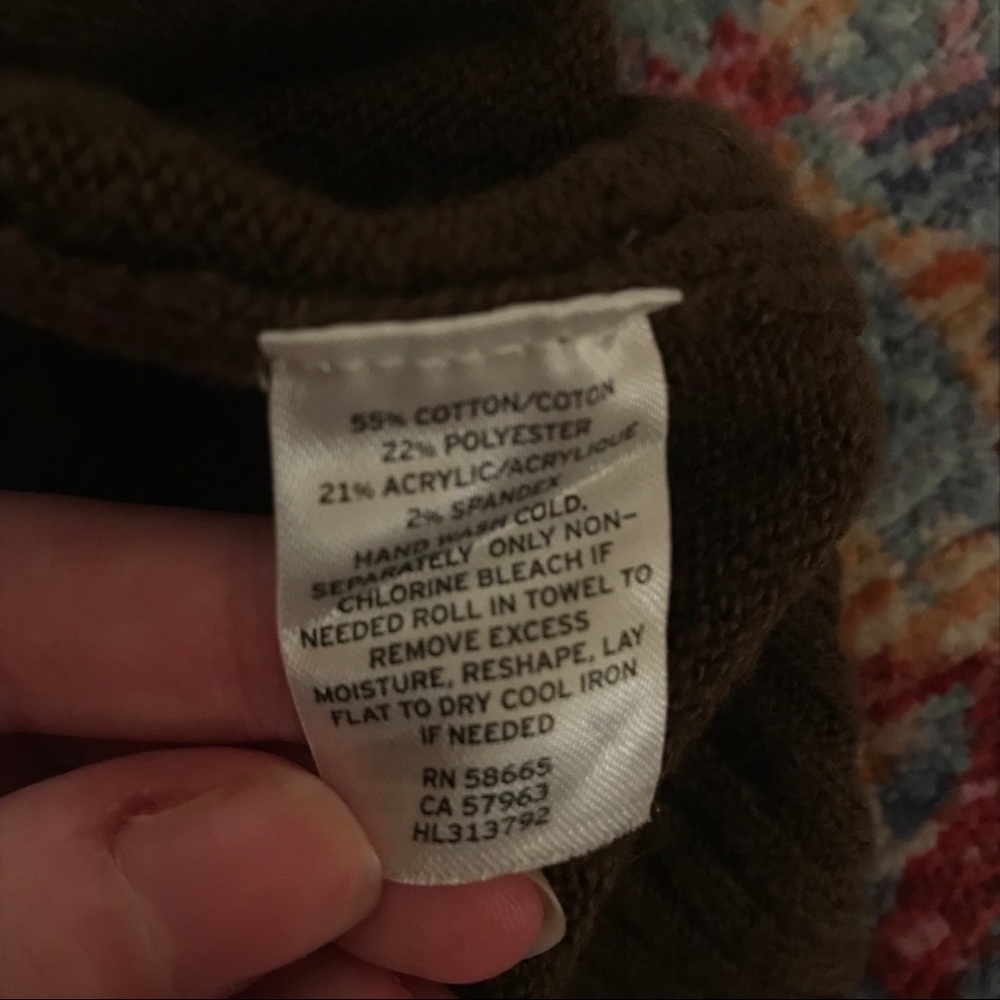 55% COTTON/COTON
22% POLYESTER
21% ACRYLIC/ACRYLIQUE
2% SPANDEX
HAND WASH COLD,
SEPARATELY ONLY NON-
CHLORINE BLEACH IF
NEEDED ROLL IN TOWEL TO
REMOVE EXCESS
MOISTURE, RESHAPE, LAY
FLAT TO DRY COOL IRON
IF NEEDED
RN 58665
CA 57963
HL313792